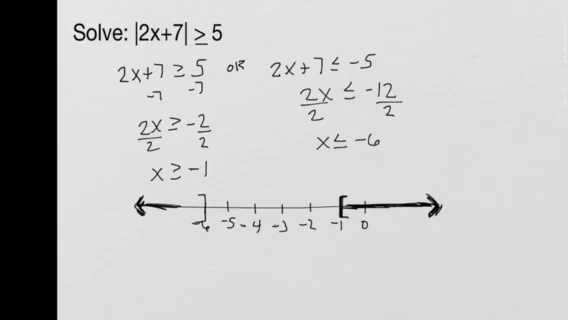 Solve: |2x+7| ≥ 5
2x+7 ≥ 5 OR 2x+7 ≤ -5
-7 -7
2x/2 ≥ -2/2
x ≥ -1
2x/2 ≤ -12/2
x ≤ -6
] [
-6 -5 -4 -3 -2 -1 0